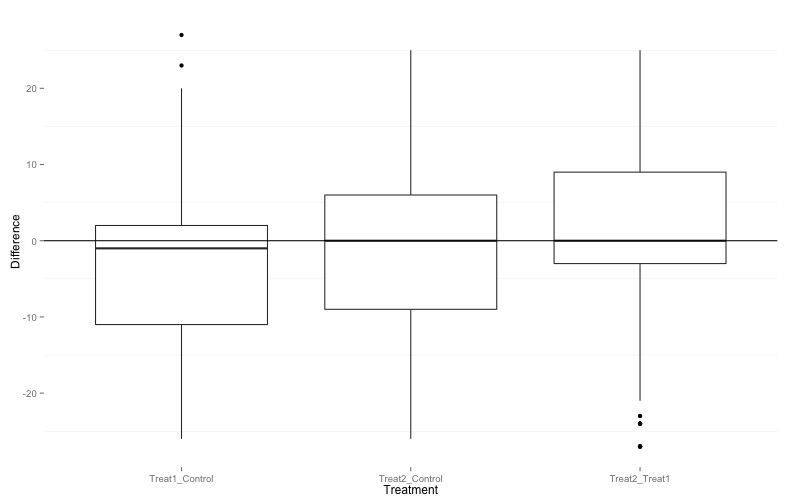 Difference
20
10
0
-10
-20
Treat1_Control
Treat2_Control
Treat2_Treat1
Treatment